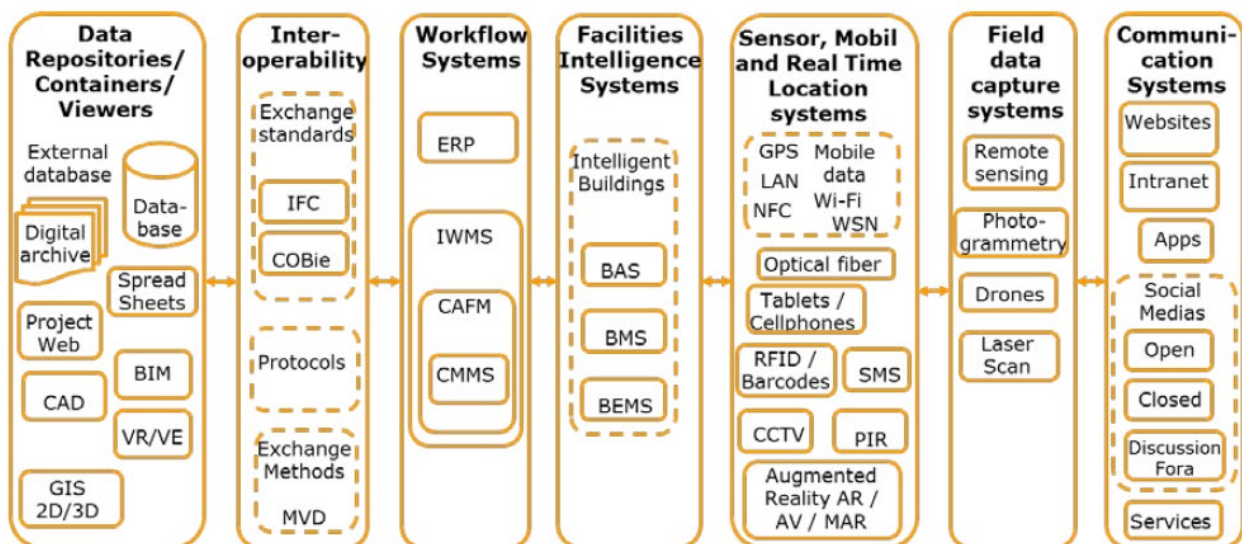 Data
Repositories/
Containers/
Viewers
External
database
Data-
base
Digital
archive
Spread
Sheets
Project
Web
BIM
CAD
VR/VE
GIS
2D/3D
Inter-
operability
Exchange
standards
IFC
COBie
Protocols
Exchange
Methods
MVD
Workflow
Systems
ERP
IWMS
CAFM
CMMS
Facilities
Intelligence
Systems
Intelligent
Buildings
BAS
BMS
BEMS
Sensor, Mobil
and Real Time
Location
systems
GPS
Mobile
data
LAN
Wi-Fi
NFC
WSN
Optical fiber
Tablets /
Cellphones
RFID /
Barcodes
SMS
CCTV
PIR
Augmented
Reality AR /
AV / MAR
Field
data
capture
systems
Remote
sensing
Photo-
grammetry
Drones
Laser
Scan
Communi-
cation
Systems
Websites
Intranet
Apps
Social
Medias
Open
Closed
Discussion
Fora
Services